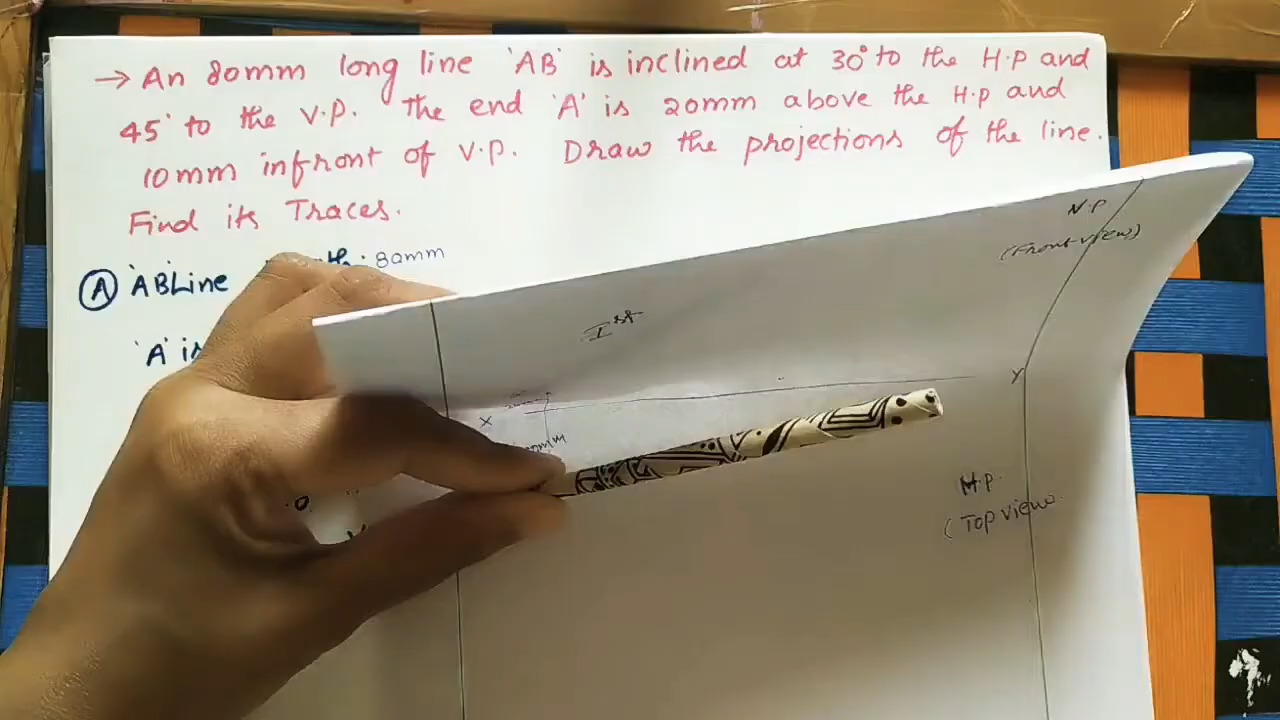 → An 80mm long line 'AB' is inclined at 30° to the H.P and
45° to the V.P. The end 'A' is 20mm above the H.P and
10mm infront of V.P. Draw the projections of the line.
Find its Traces.
(A) 'AB' Line 80mm
'A' is
V.P
(Front view)
Ist
X
Y
H.P.
(Top view